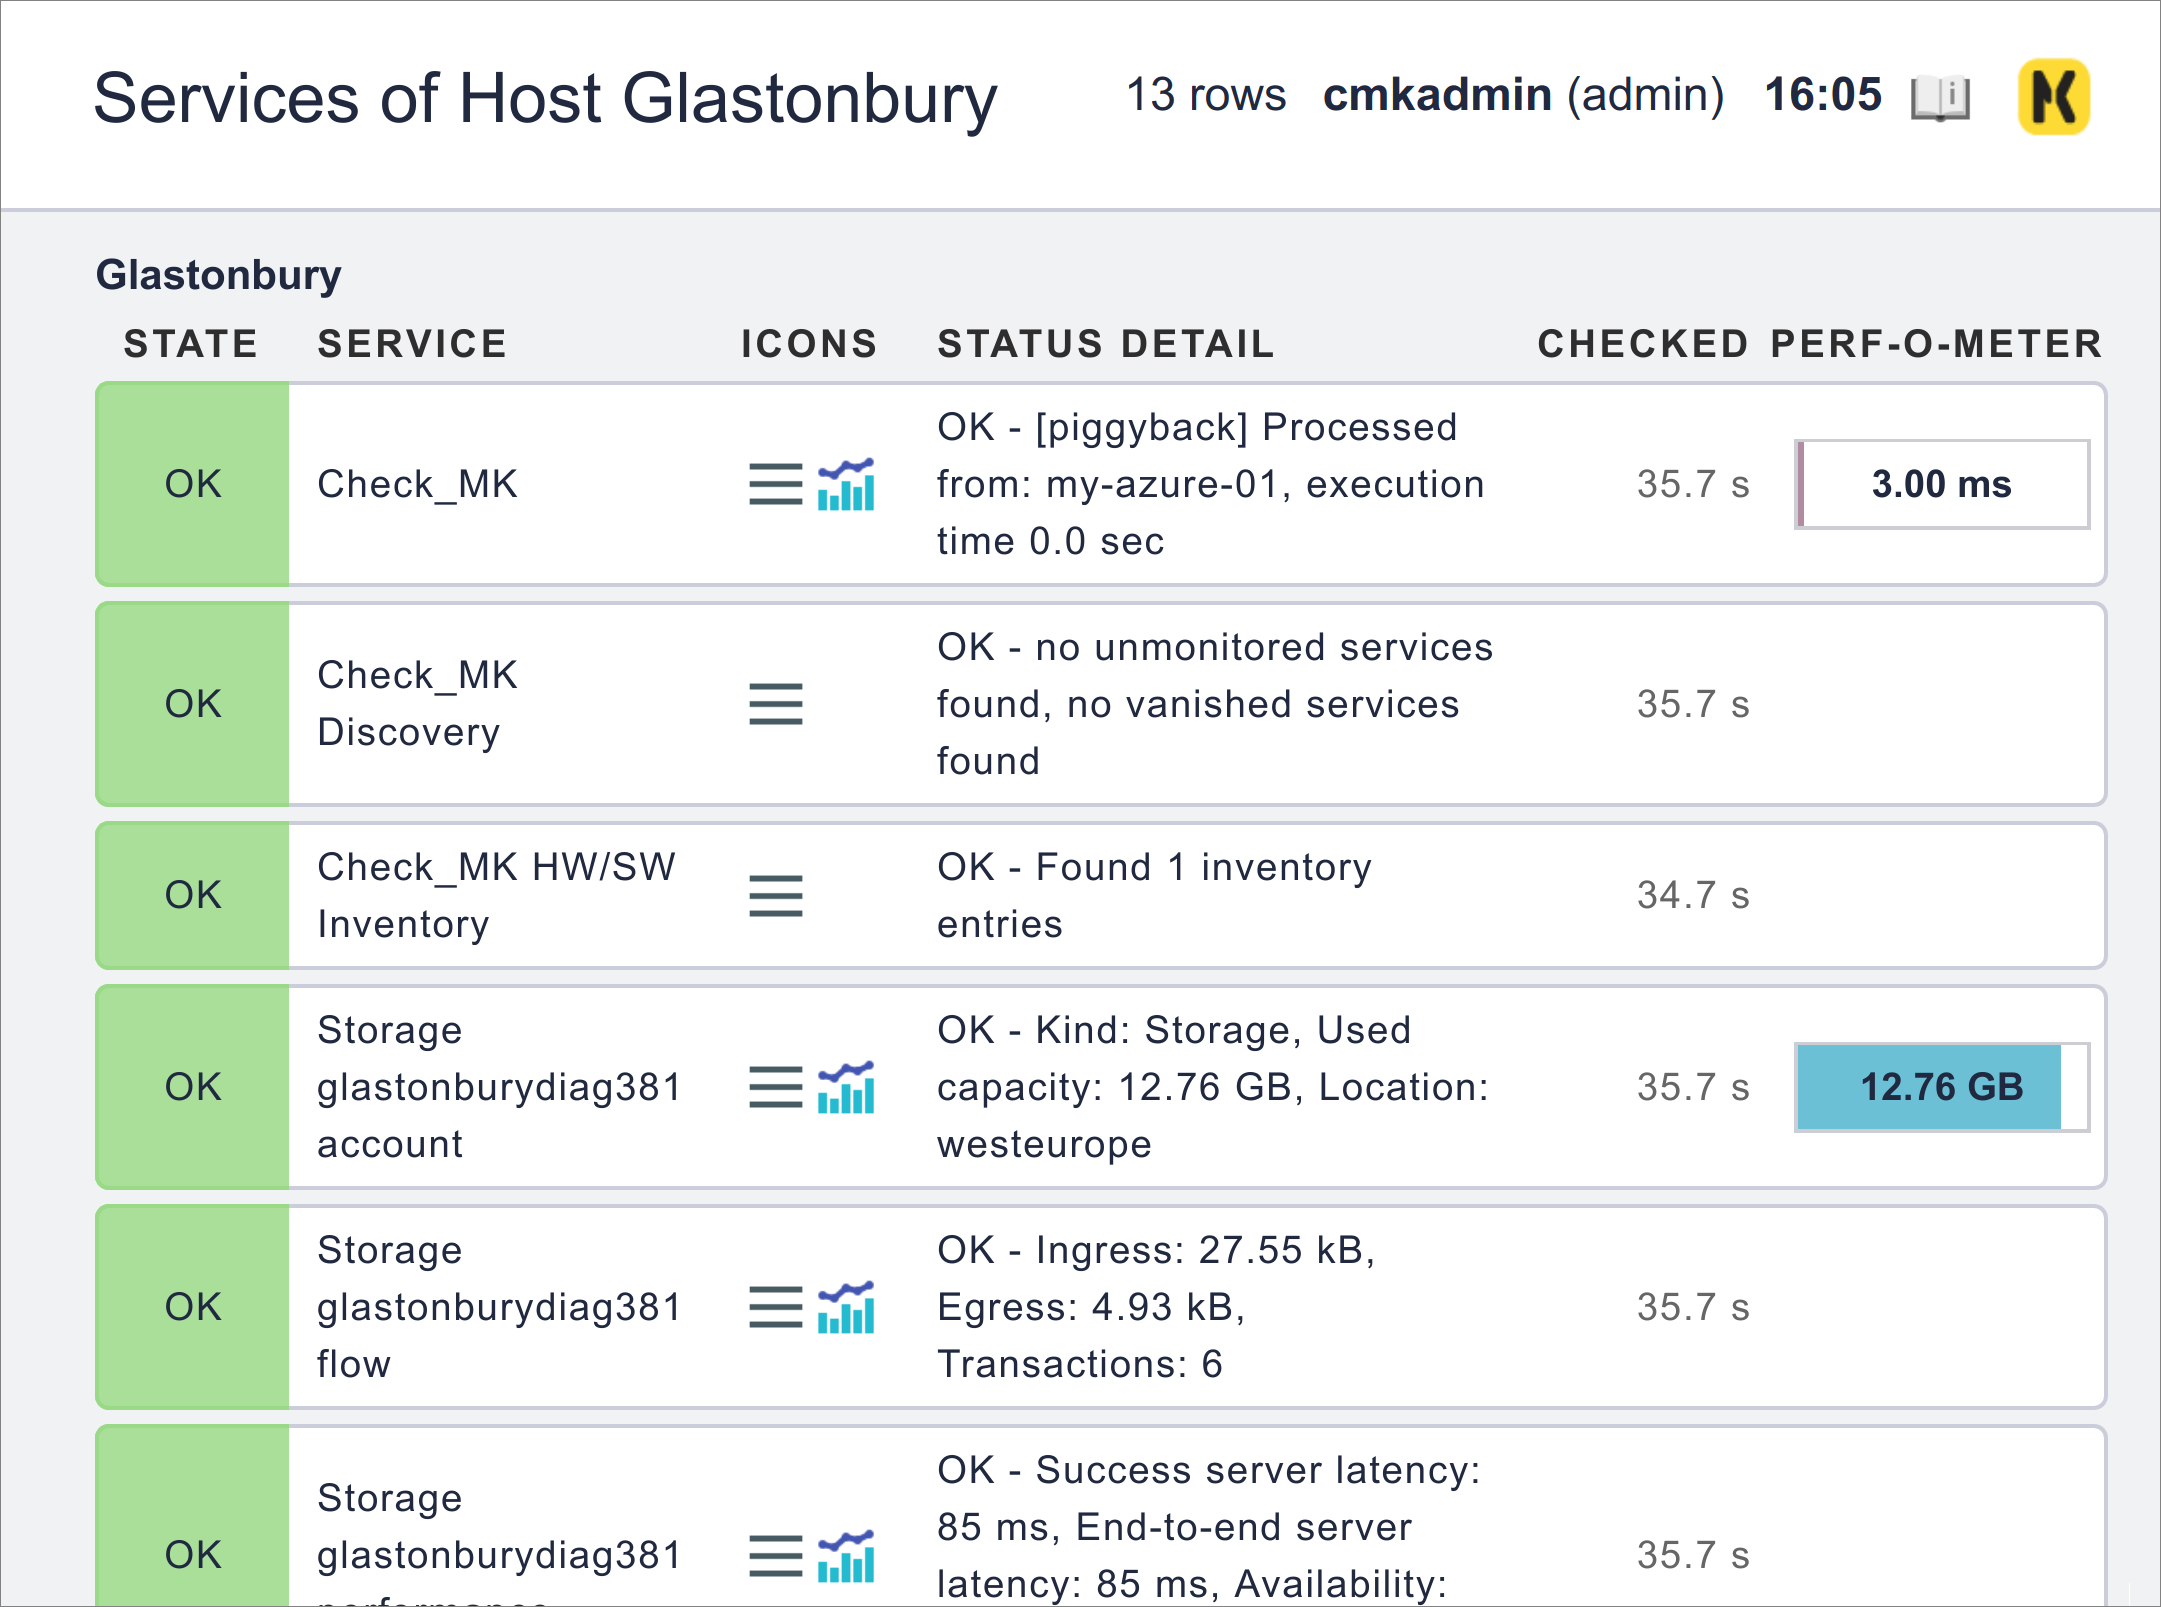 Services of Host Glastonbury 13 rows cmkadmin (admin) 16:05
Glastonbury
STATE SERVICE ICONS STATUS DETAIL CHECKED PERF-O-METER
OK Check_MK OK - [piggyback] Processed from: my-azure-01, execution time 0.0 sec 35.7 s 3.00 ms
OK Check_MK Discovery OK - no unmonitored services found, no vanished services found 35.7 s
OK Check_MK HW/SW Inventory OK - Found 1 inventory entries 34.7 s
OK Storage glastonburydiag381 account OK - Kind: Storage, Used capacity: 12.76 GB, Location: westeurope 35.7 s 12.76 GB
OK Storage glastonburydiag381 flow OK - Ingress: 27.55 kB, Egress: 4.93 kB, Transactions: 6 35.7 s
OK Storage glastonburydiag381 OK - Success server latency: 85 ms, End-to-end server latency: 85 ms, Availability: 35.7 s